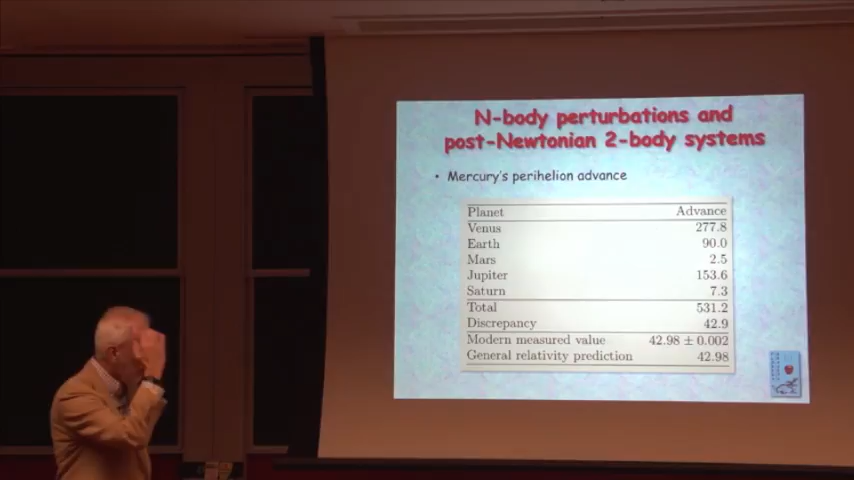 N-body perturbations and
post-Newtonian 2-body systems
• Mercury's perihelion advance
Planet Advance
Venus 277.8
Earth 90.0
Mars 2.5
Jupiter 153.6
Saturn 7.3
Total 531.2
Discrepancy 42.9
Modern measured value 42.98 ± 0.002
General relativity prediction 42.98